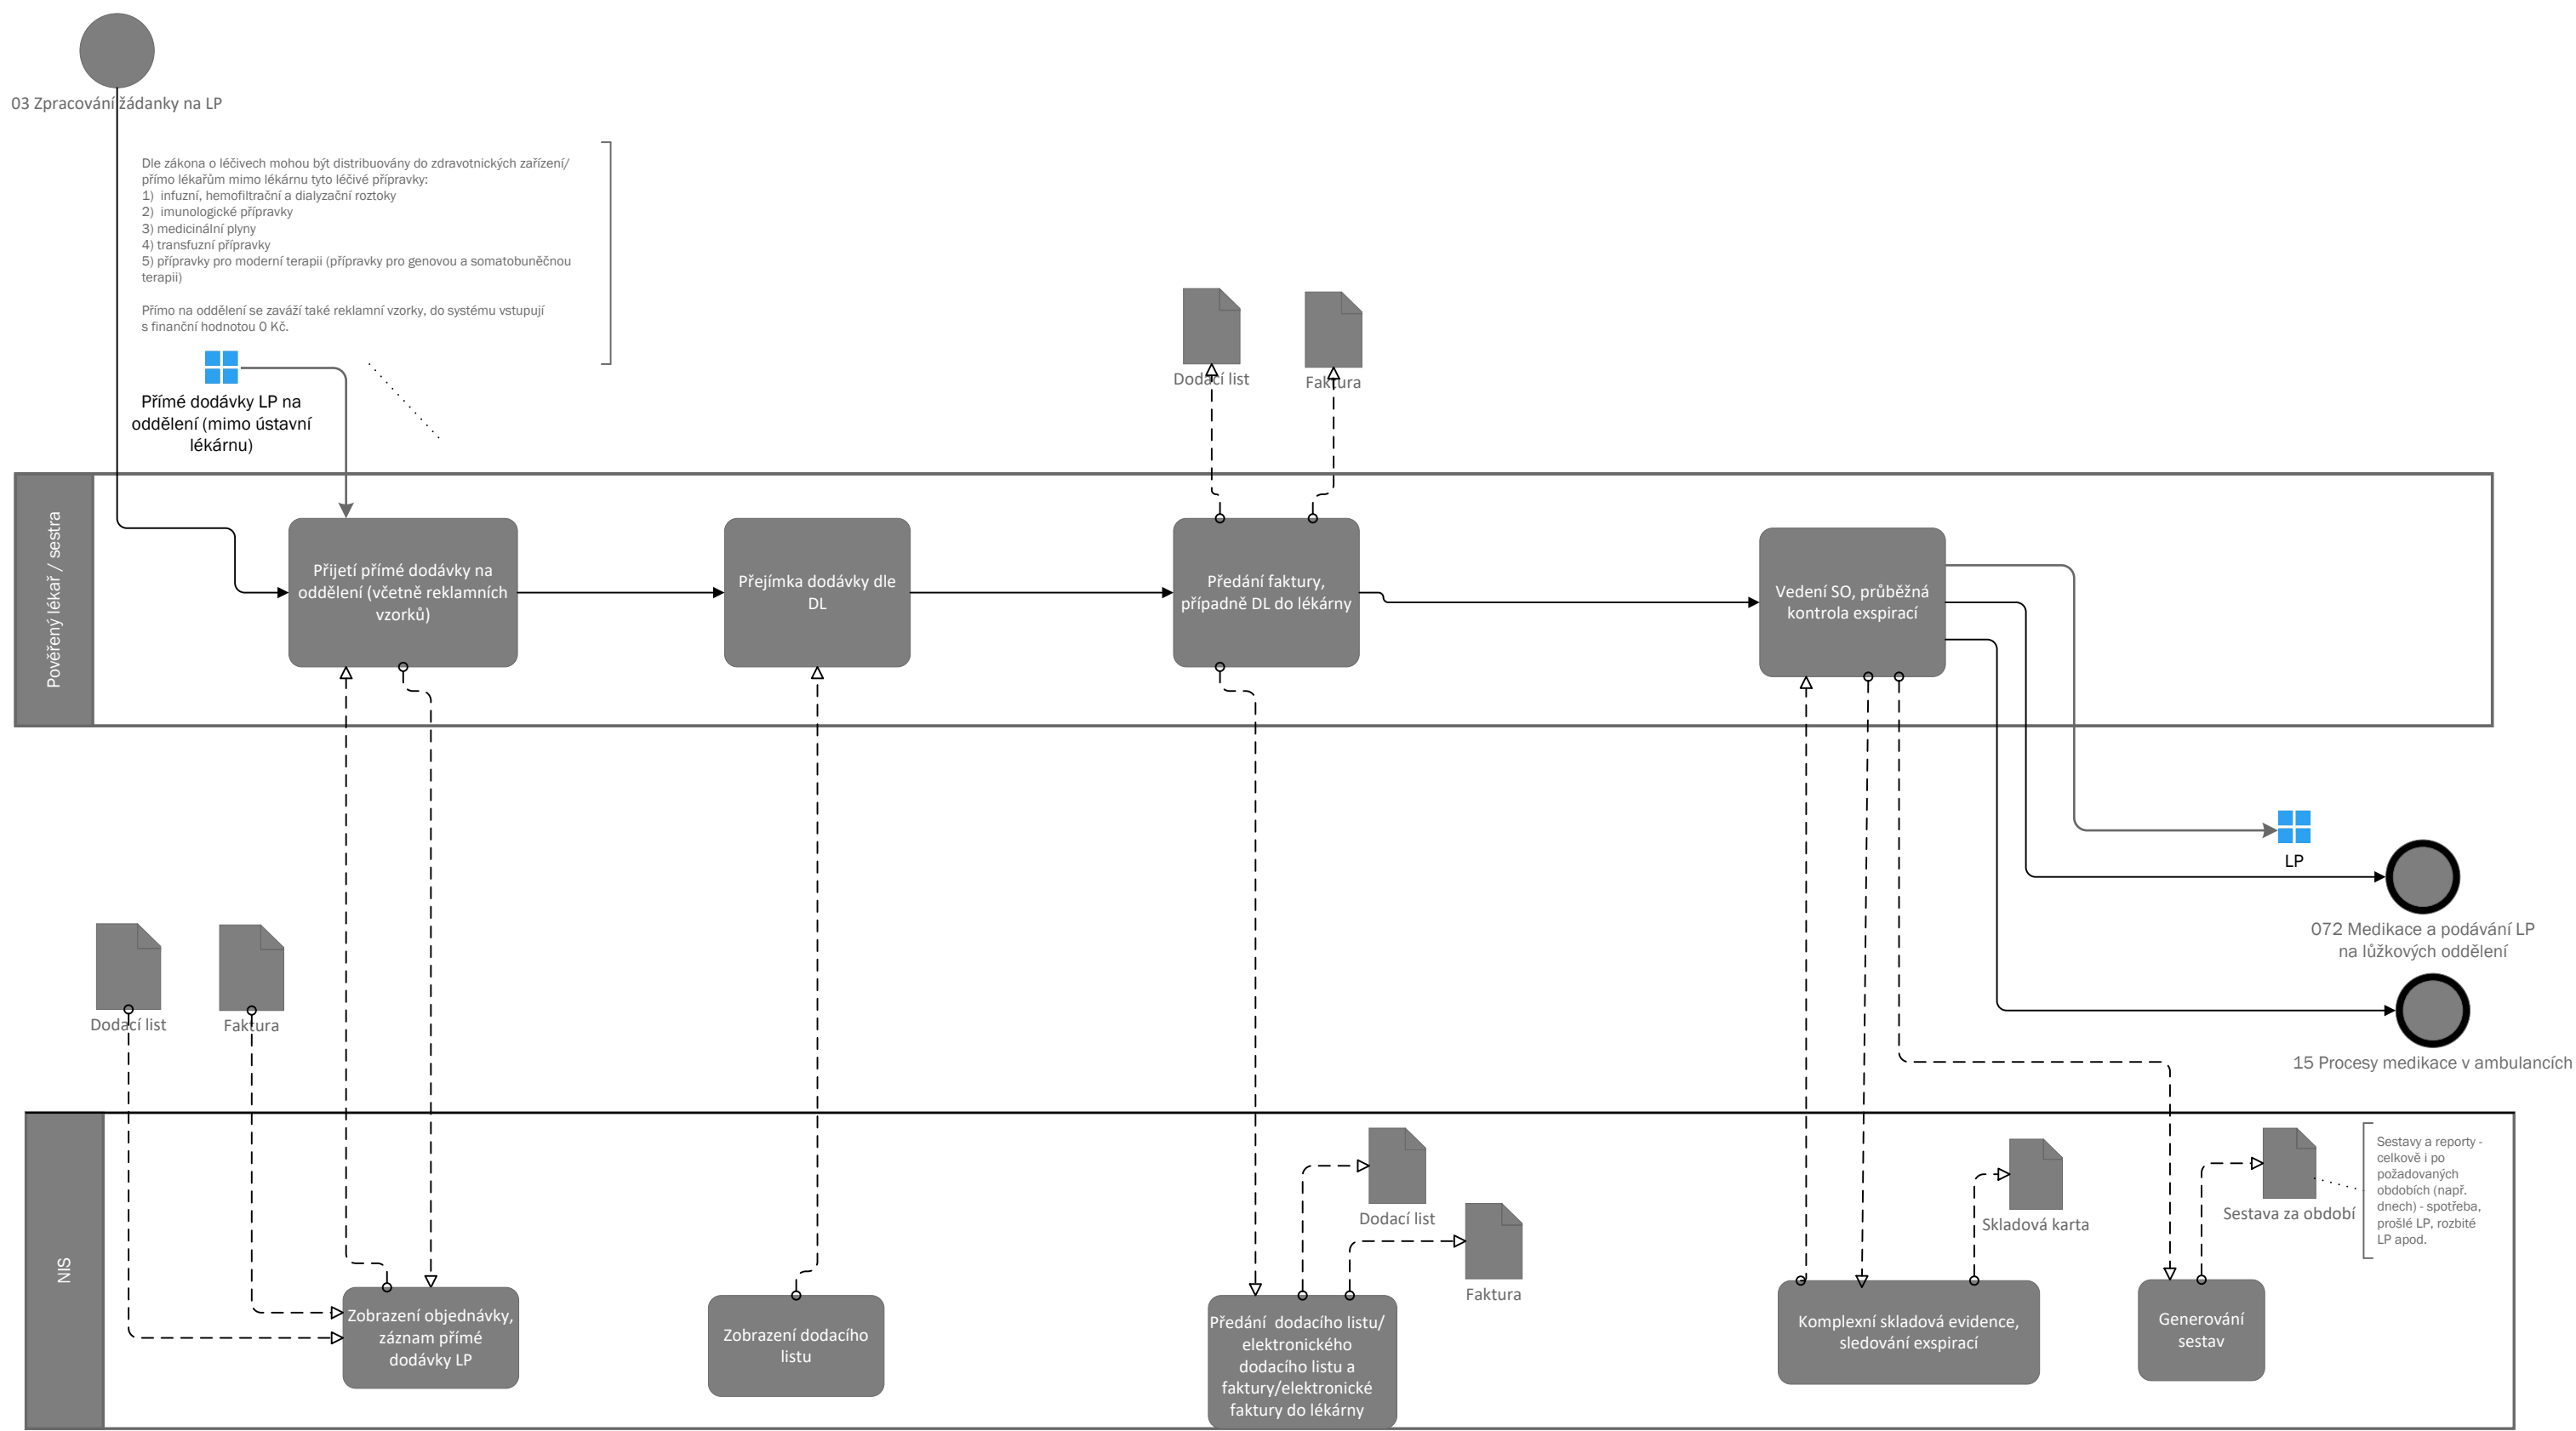 03 Zpracování žádanky na LP
Dle zákona o léčivech mohou být distribuovány do zdravotnických zařízení/
přímo lékařům mimo lékárnu tyto léčivé přípravky:
1) infuzní, hemofiltrační a dialyzační roztoky
2) imunologické přípravky
3) medicinální plyny
4) transfuzní přípravky
5) přípravky pro moderní terapii (přípravky pro genovou a somatobuněčnou
terapii)
Přímo na oddělení se zaváží také reklamní vzorky, do systému vstupují
s finanční hodnotou 0 Kč.
Přímé dodávky LP na
oddělení (mimo ústavní
lékárnu)
Dodací list
Faktura
Pověřený lékař / sestra
Přijetí přímé dodávky na
oddělení (včetně reklamních
vzorků)
Přejímka dodávky dle
DL
Předání faktury,
případně DL do lékárny
Vedení SO, průběžná
kontrola exspirací
LP
072 Medikace a podávání LP
na lůžkových oddělení
15 Procesy medikace v ambulancích
Dodací list
Faktura
NIS
Zobrazení objednávky,
záznam přímé
dodávky LP
Zobrazení dodacího
listu
Předání dodacího listu/
elektronického
dodacího listu a
faktury/elektronické
faktury do lékárny
Dodací list
Faktura
Komplexní skladová evidence,
sledování exspirací
Skladová karta
Generování
sestav
Sestava za období
Sestavy a reporty -
celkově i po
požadovaných
obdobích (např.
dnech) - spotřeba,
prošlé LP, rozbité
LP apod.